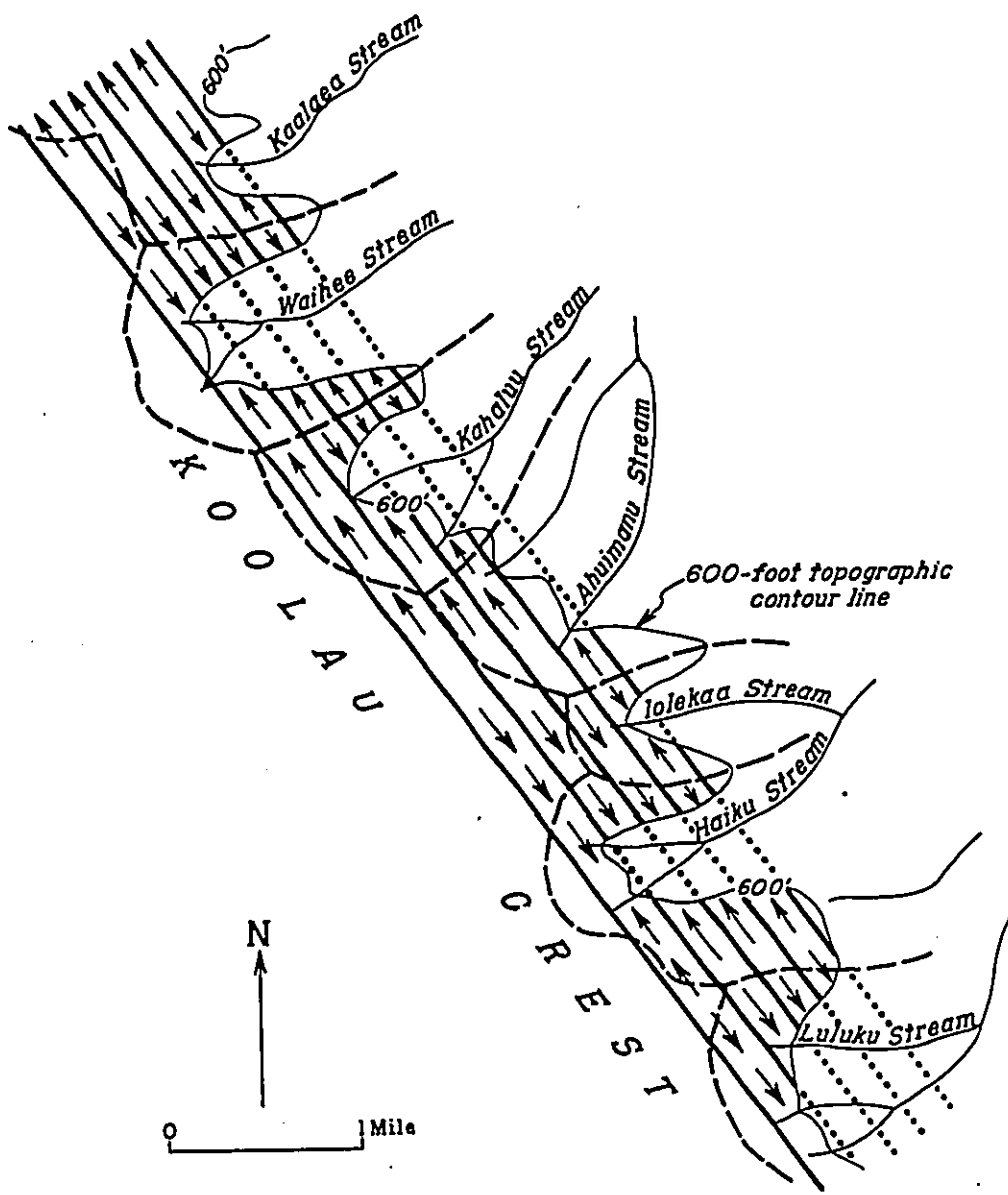 600'
Kaalaea Stream
Waihee Stream
Kahaluu Stream
600'
Ahuimanu Stream
600-foot topographic
contour line
KOOLAU
Iolekaa Stream
Haiku Stream
600'
CREST
N
Luluku Stream
0 1 Mile